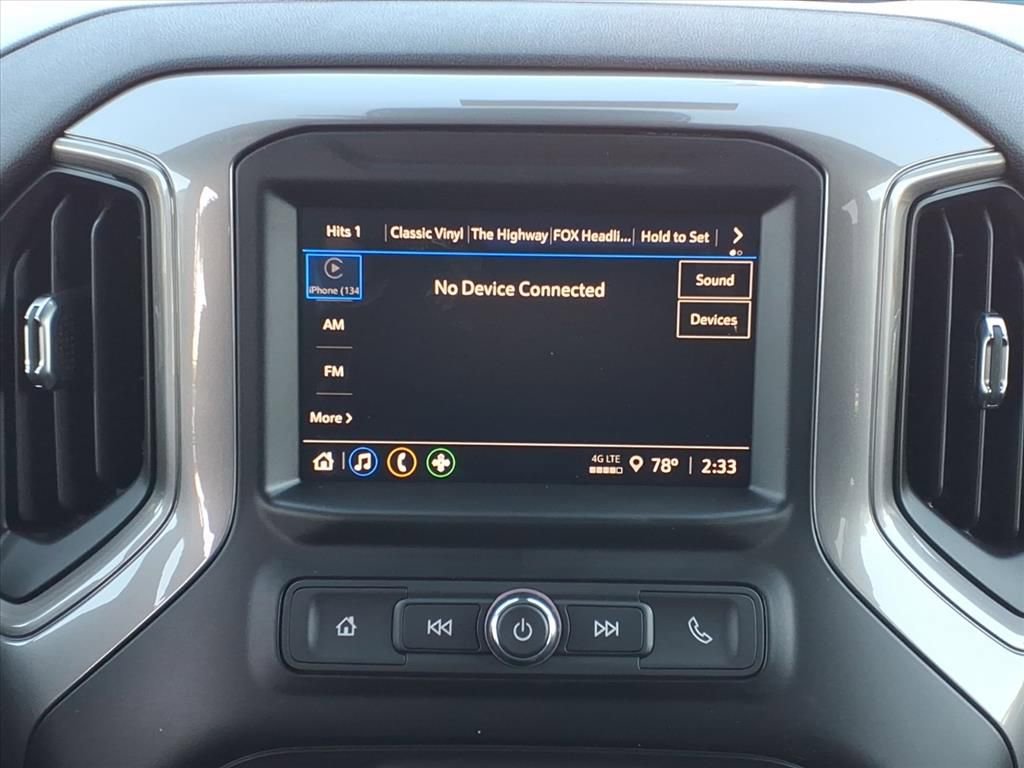 Hits 1 Classic Vinyl The Highway FOX Headli... Hold to Set
iPhone (134
No Device Connected
Sound
Devices
AM
FM
More
4G LTE
78° 2:33